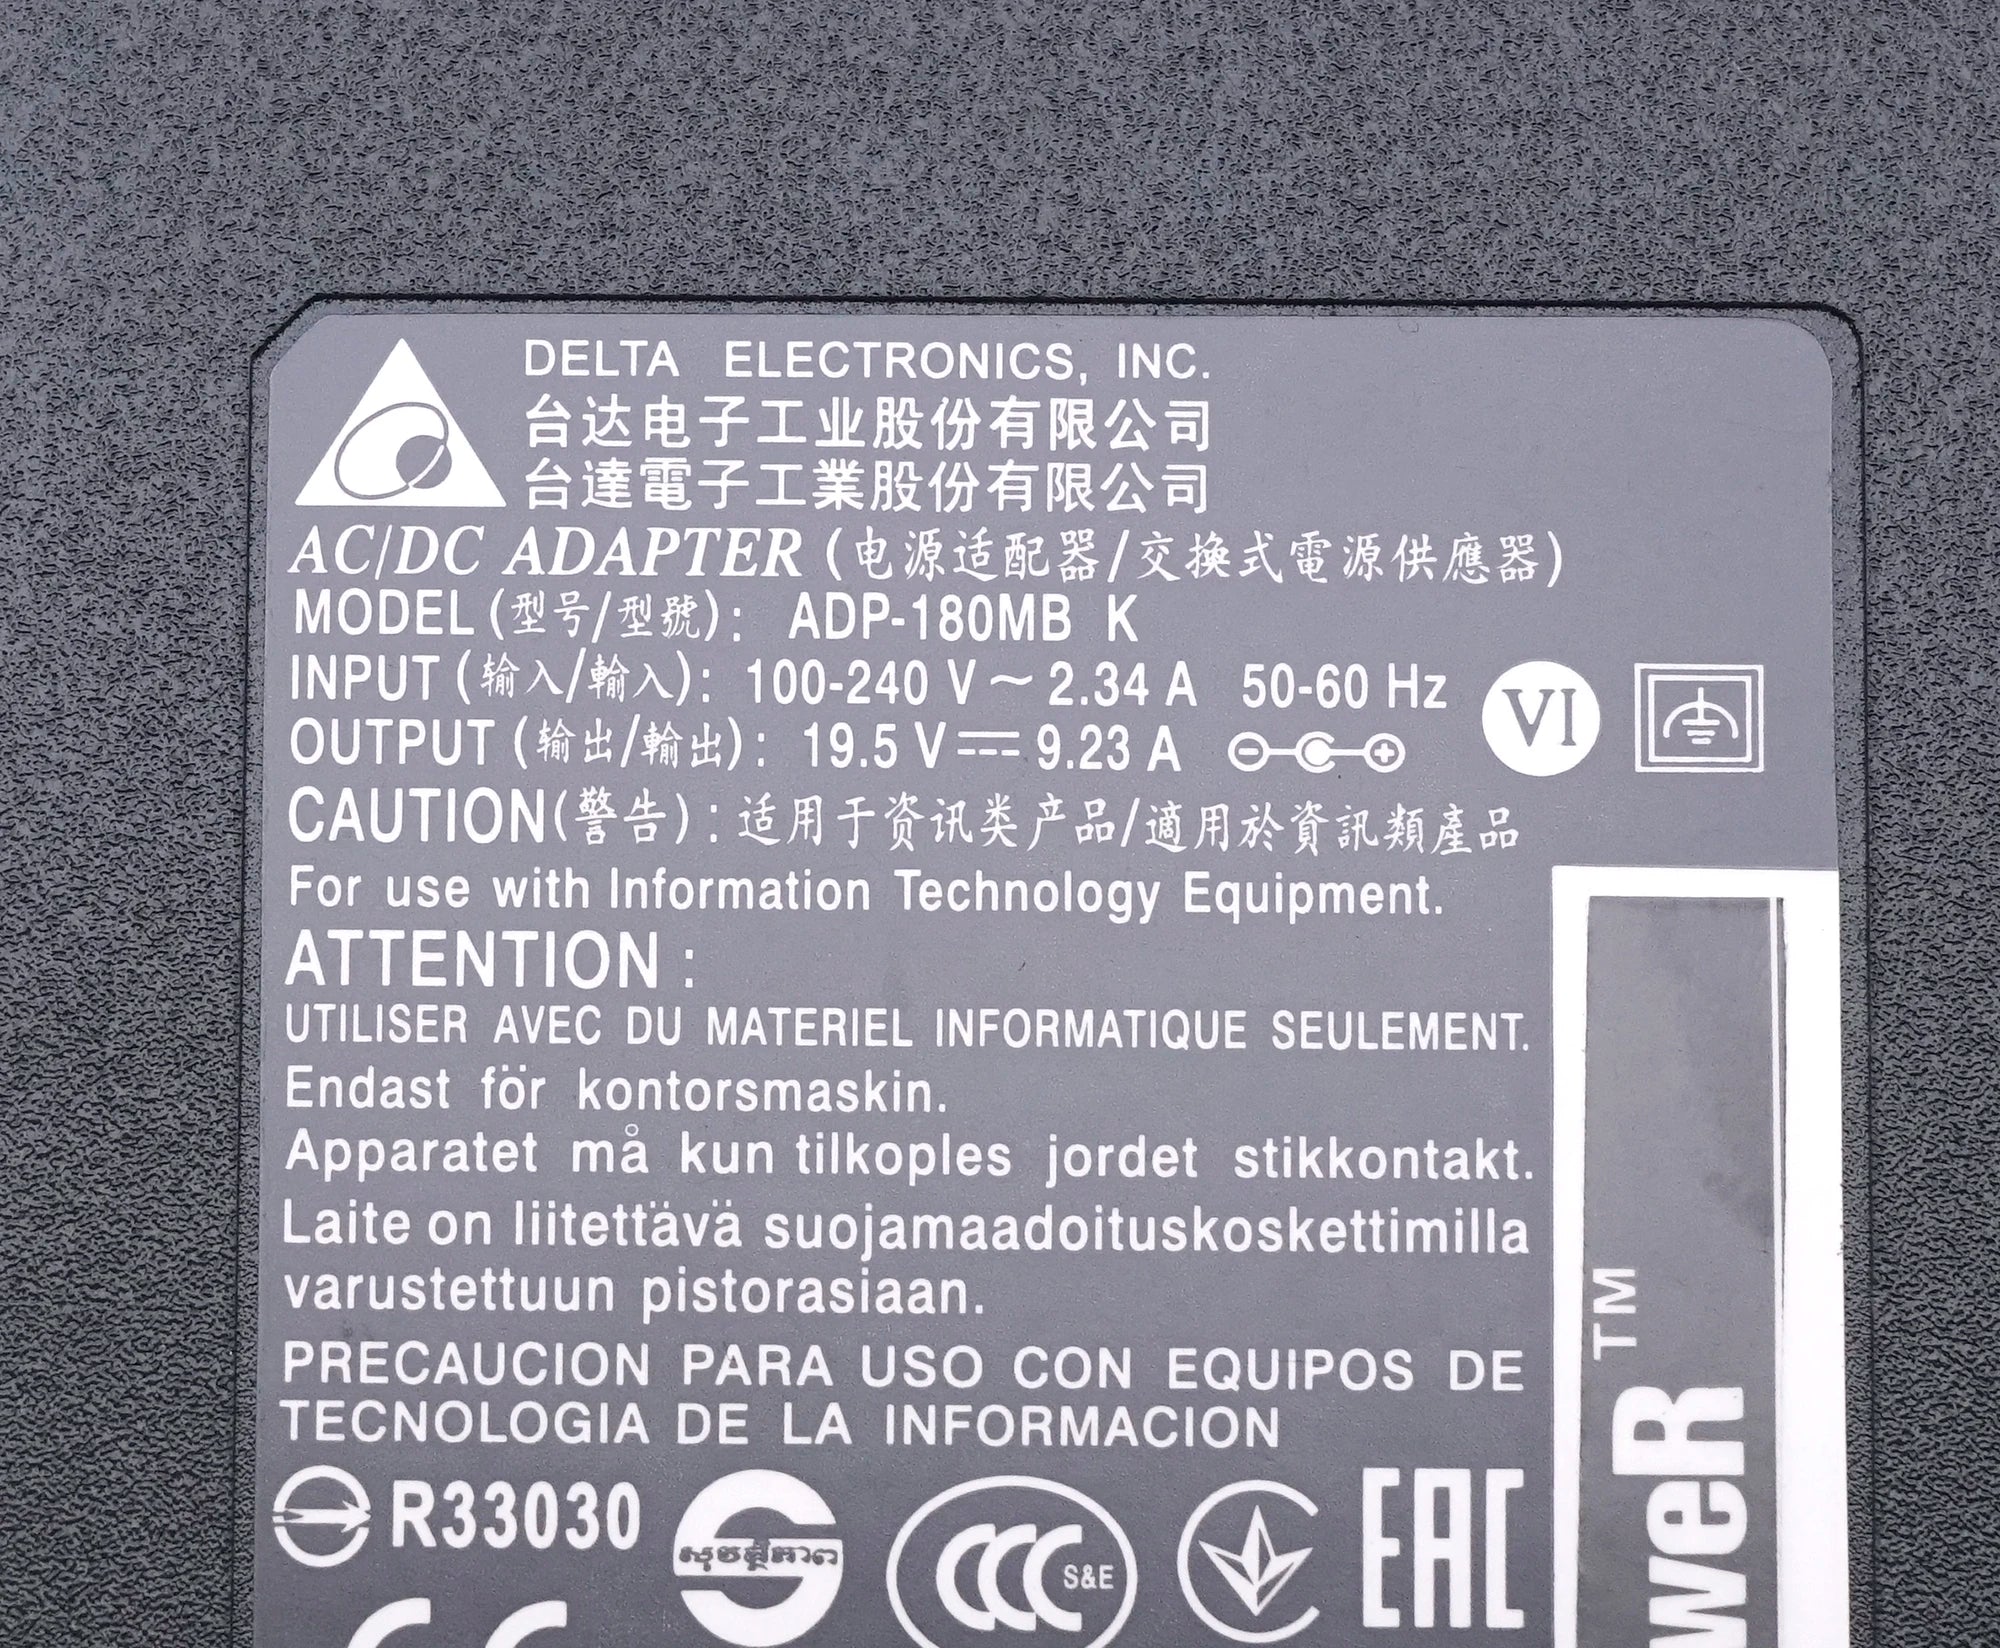 DELTA ELECTRONICS, INC.
台达电子工业股份有限公司
台達電子工業股份有限公司
AC/DC ADAPTER (电源适配器/交換式電源供應器)
MODEL (型号/型號): ADP-180MB K
INPUT (输入/輸入): 100-240 V ~ 2.34 A 50-60 Hz
VI
OUTPUT (输出/輸出): 19.5 V ⎓ 9.23 A
CAUTION(警告):适用于资讯类产品/適用於資訊類產品
For use with Information Technology Equipment.
ATTENTION :
UTILISER AVEC DU MATERIEL INFORMATIQUE SEULEMENT.
Endast för kontorsmaskin.
Apparatet må kun tilkoples jordet stikkontakt.
Laite on liitettävä suojamaadoituskoskettimilla
varustettuun pistorasiaan.
PRECAUCION PARA USO CON EQUIPOS DE
TECNOLOGIA DE LA INFORMACION
R33030
CCC S&E
EAC
CE
weR™